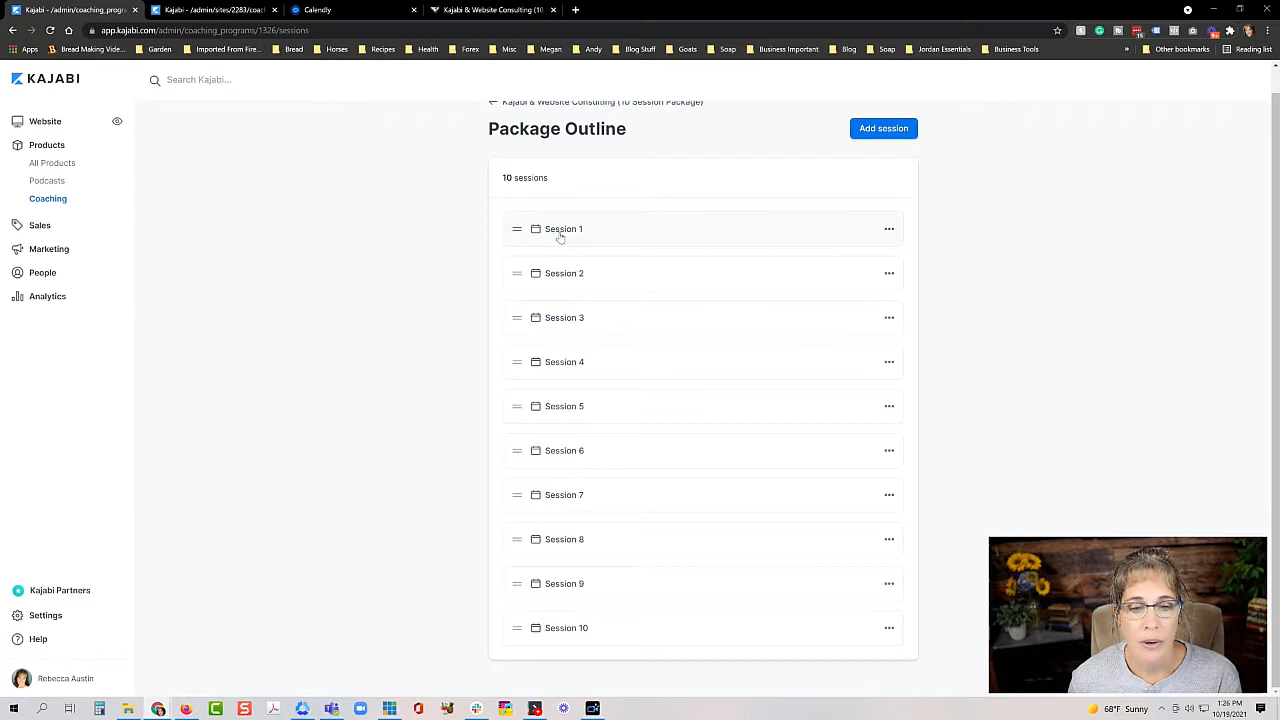 Kajabi - /admin/coaching_progra
Kajabi - /admin/sites/2283/coac
Calendly
Kajabi & Website Consulting (10
app.kajabi.com/admin/coaching_programs/1326/sessions
Apps
Bread Making Vide...
Garden
Imported From Fire...
Bread
Horses
Recipes
Health
Forex
Misc
Megan
Andy
Blog Stuff
Goats
Soap
Business Important
Blog
Soap
Jordan Essentials
Business Tools
»
Other bookmarks
Reading list
KAJABI
Search Kajabi...
Website
Products
All Products
Podcasts
Coaching
Sales
Marketing
People
Analytics
Kajabi Partners
Settings
Help
Rebecca Austin
Kajabi & Website Consulting (10 Session Package)
Package Outline
Add session
10 sessions
Session 1
Session 2
Session 3
Session 4
Session 5
Session 6
Session 7
Session 8
Session 9
Session 10
68°F Sunny
1:26 PM
10/19/2021